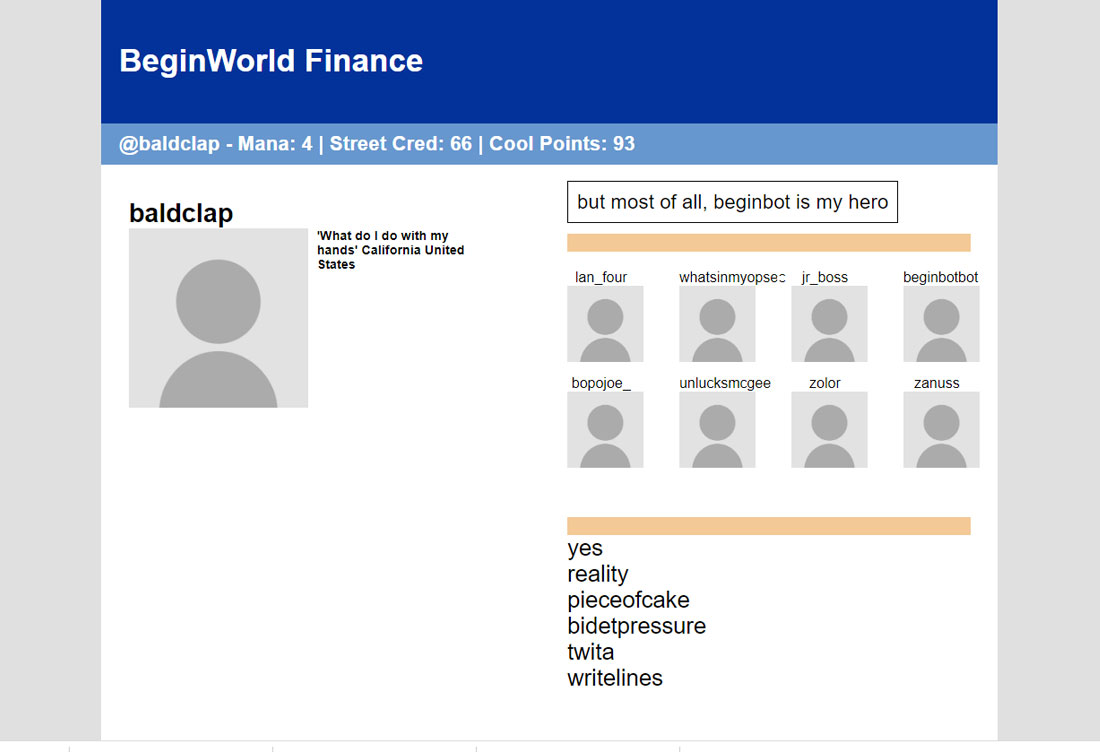 BeginWorld Finance
@baldclap - Mana: 4 | Street Cred: 66 | Cool Points: 93
baldclap
'What do I do with my
hands' California United
States
but most of all, beginbot is my hero
lan_four whatsinmyopsec jr_boss beginbotbot
bopojoe_ unlucksmcgee zolor zanuss
yes
reality
pieceofcake
bidetpressure
twita
writelines